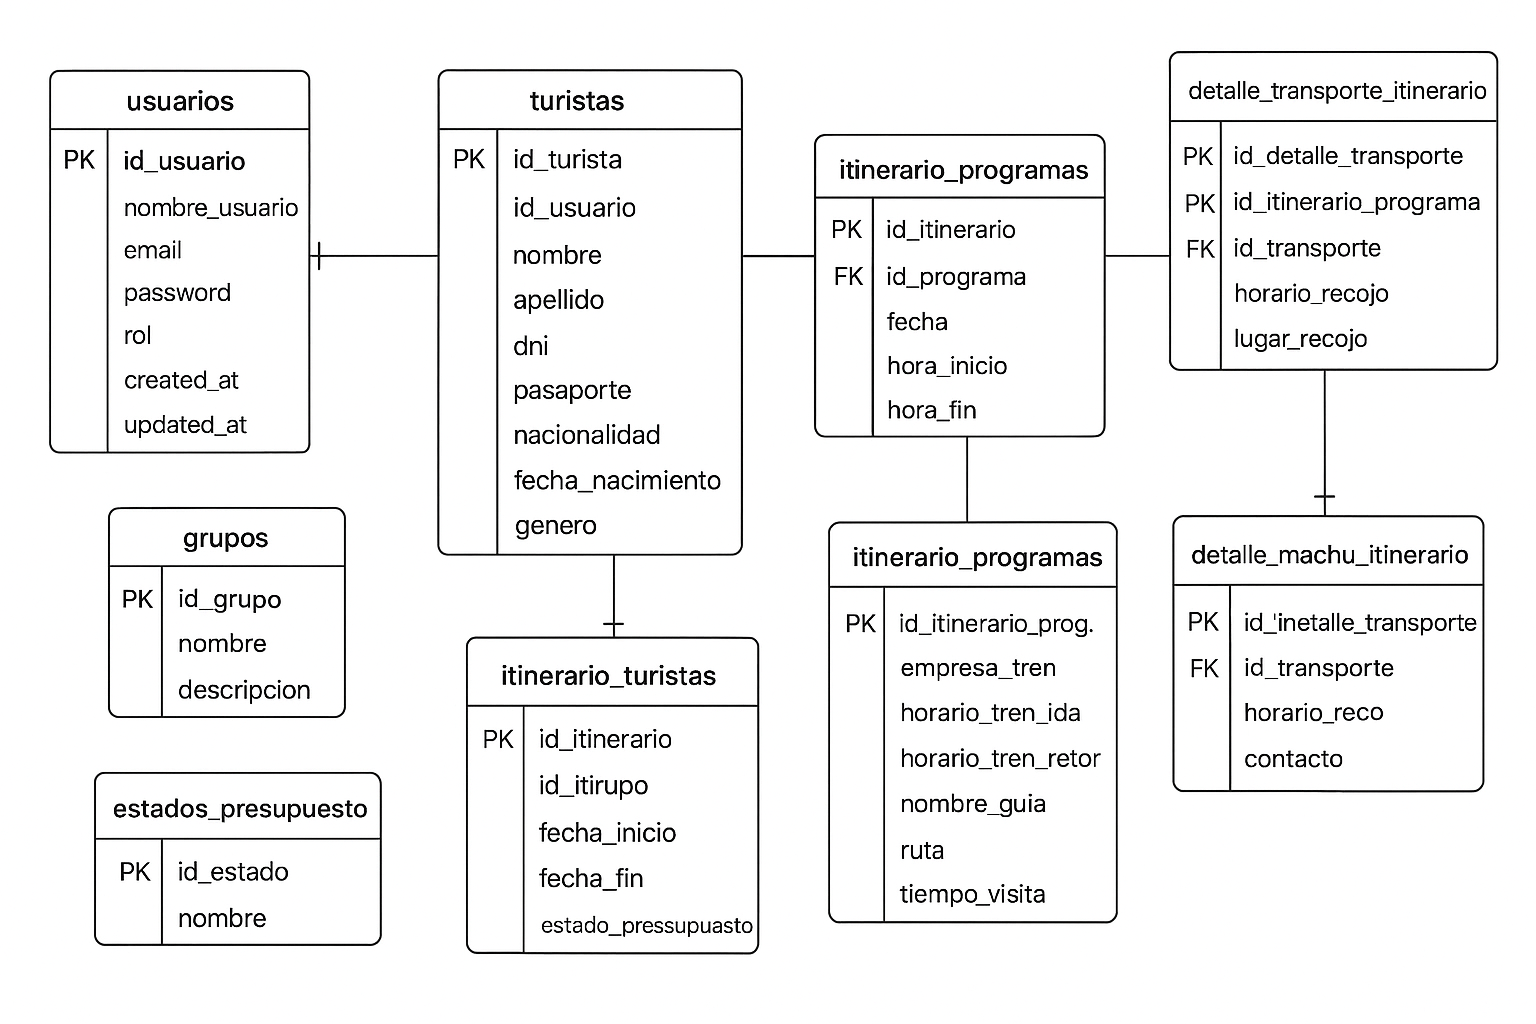 usuarios
PK id_usuario
nombre_usuario
email
password
rol
created_at
updated_at
turistas
PK id_turista
id_usuario
nombre
apellido
dni
pasaporte
nacionalidad
fecha_nacimiento
genero
itinerario_programas
PK id_itinerario
FK id_programa
fecha
hora_inicio
hora_fin
detalle_transporte_itinerario
PK id_detalle_transporte
PK id_itinerario_programa
FK id_transporte
horario_recojo
lugar_recojo
grupos
PK id_grupo
nombre
descripcion
estados_presupuesto
PK id_estado
nombre
itinerario_turistas
PK id_itinerario
id_itirupo
fecha_inicio
fecha_fin
estado_pressupuasto
itinerario_programas
PK id_itinerario_prog.
empresa_tren
horario_tren_ida
horario_tren_retor
nombre_guia
ruta
tiempo_visita
detalle_machu_itinerario
PK id_'inetalle_transporte
FK id_transporte
horario_reco
contacto